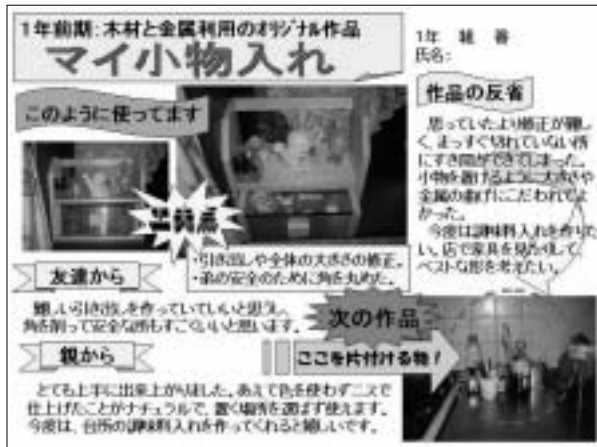 1年前期:木材と金属利用のオリジナル作品
マイ小物入れ
1年 組 番
氏名:
このように使ってます
作品の反省
思っていたより修正が難し
く、まっすぐ切れていない所
にすき間ができてしまった。
小物を置けるように大きさや
金属の曲げにこだわれてよ
かった。
今度は調味料入れを作りた
い。店で家具を見たりして、
ベストな形を考えたい。
・引き出しや全体の大きさの修正。
・弟の安全のために角を丸めた。
友達から
難しい引き出しを作っていていいと思うし、
角を削って安全な所もすごくいいと思います。
次の作品
ここを片付ける物!
親から
とても上手に出来上がりました。あえて色を使わずニスで
仕上げたことがナチュラルで、置く場所を選ばず使えます。
今度は、台所の調味料入れを作ってくれると嬉しいです。